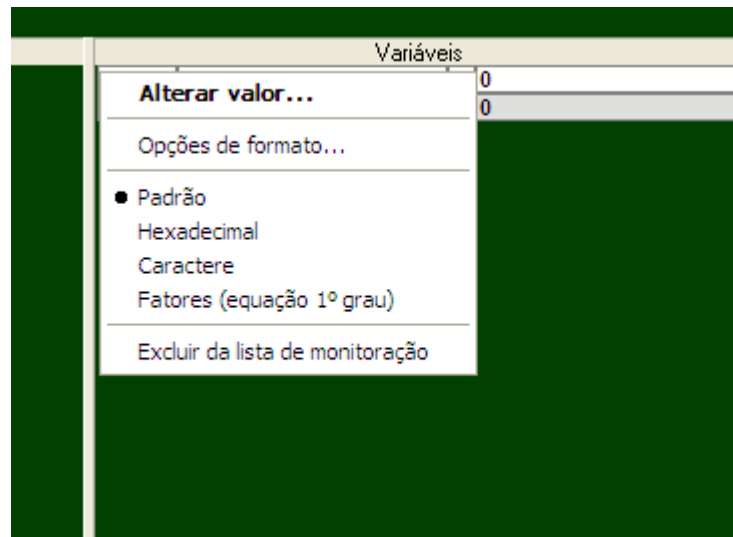 Variáveis
0
0
Alterar valor...
Opções de formato...
Padrão
Hexadecimal
Caractere
Fatores (equação 1º grau)
Excluir da lista de monitoração